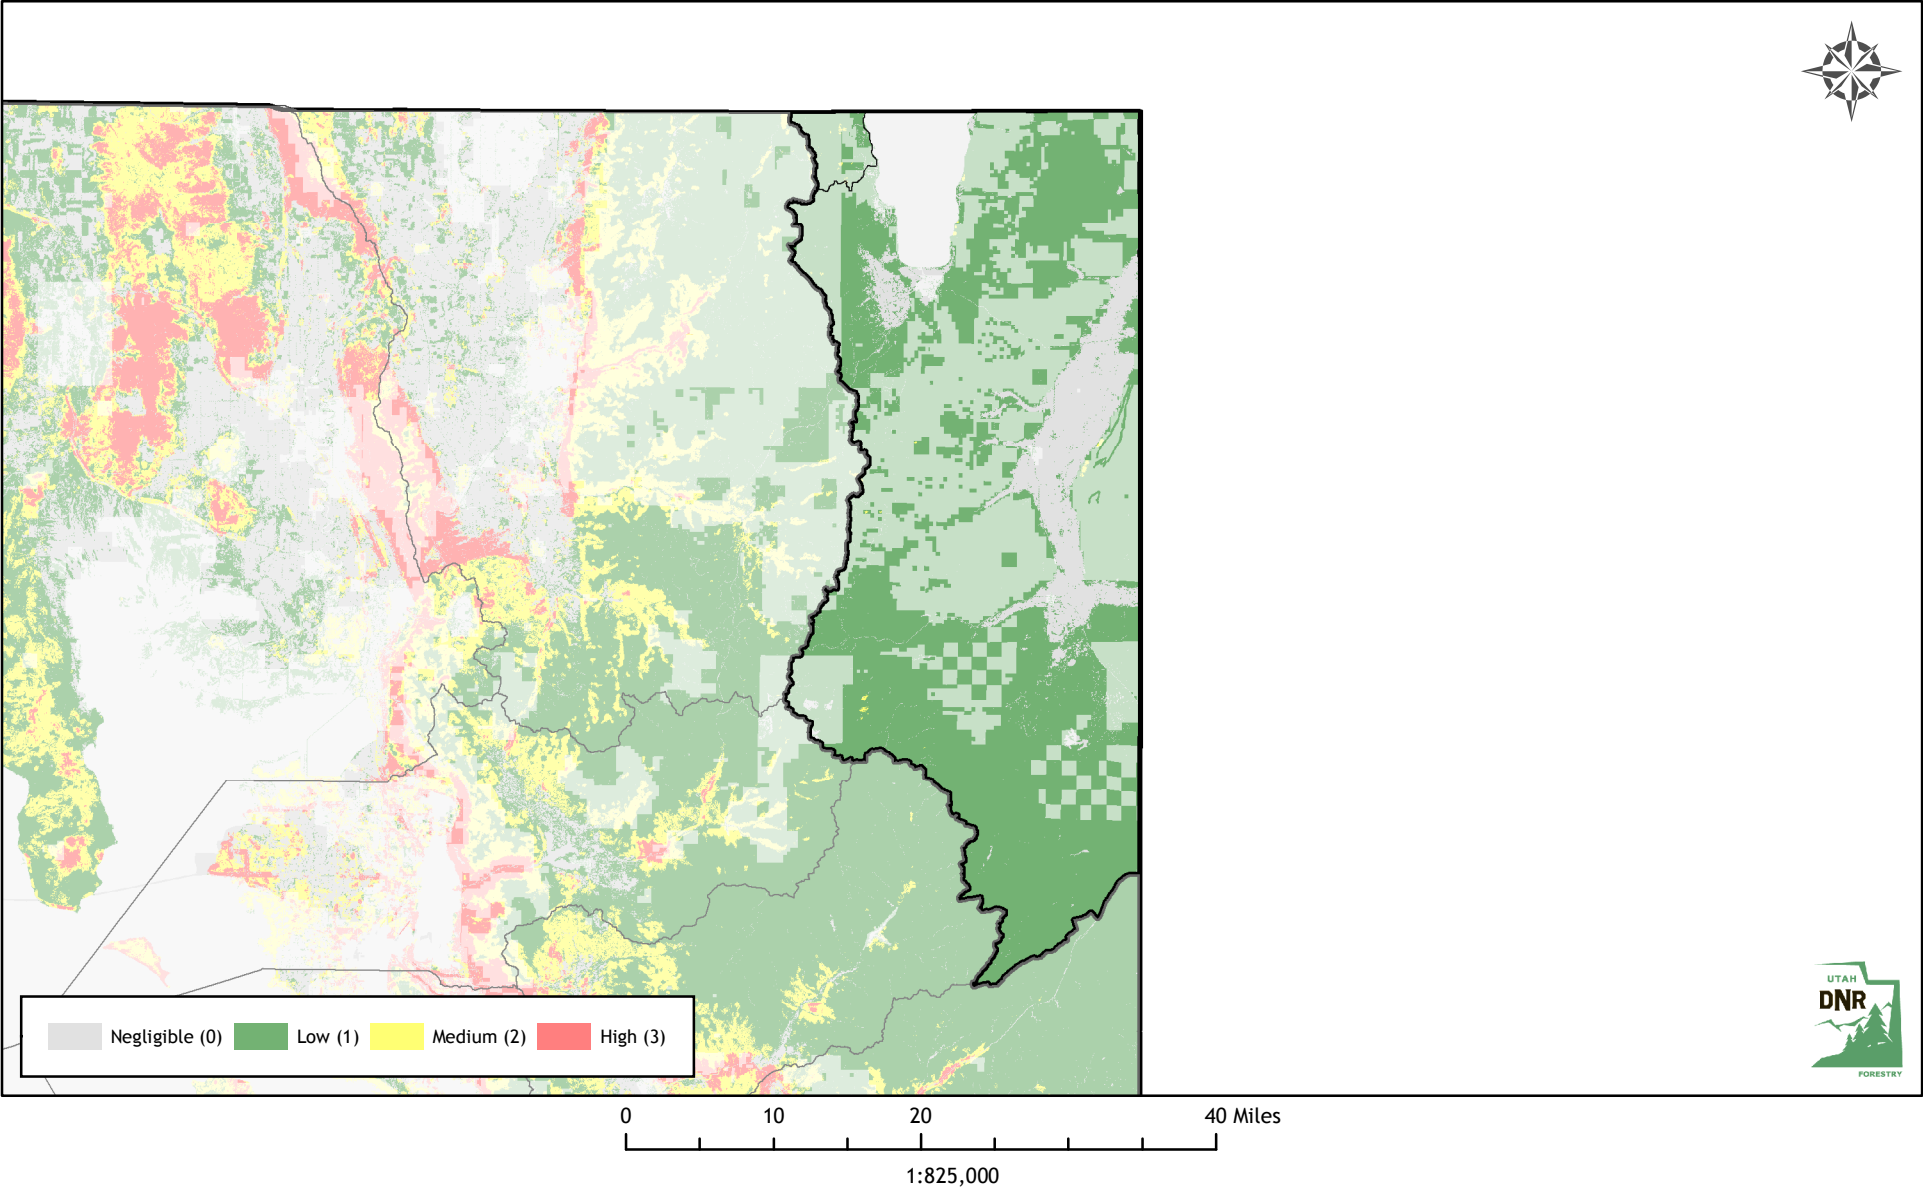 UTAH
DNR
FORESTRY
Negligible (0) Low (1) Medium (2) High (3)
0 10 20 40 Miles
1:825,000